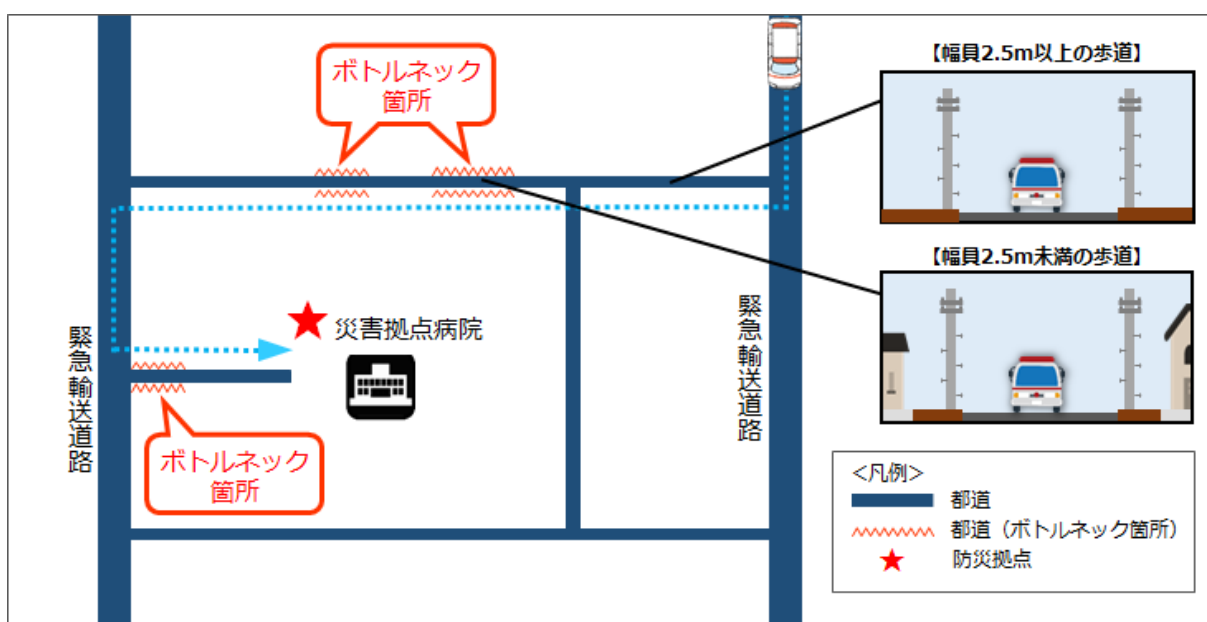 ボトルネック
箇所
【幅員2.5m以上の歩道】
【幅員2.5m未満の歩道】
緊急輸送道路
災害拠点病院
緊急輸送道路
ボトルネック
箇所
<凡例>
都道
都道（ボトルネック箇所）
防災拠点